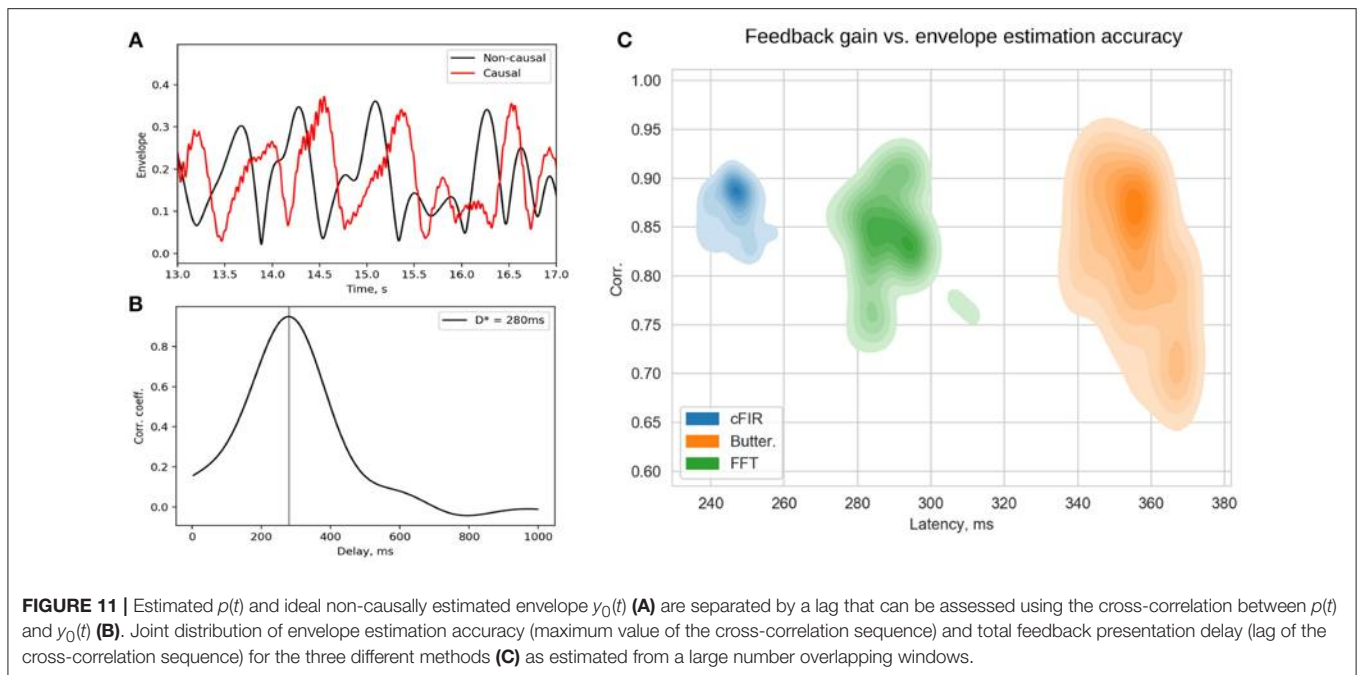 A
Non-causal
Causal
0.4
0.3
0.2
0.1
0.0
Envelope
13.0 13.5 14.0 14.5 15.0 15.5 16.0 16.5 17.0
Time, s
B
D* = 280ms
0.8
0.6
0.4
0.2
0.0
Corr. coeff.
0 200 400 600 800 1000
Delay, ms
C
Feedback gain vs. envelope estimation accuracy
1.00
0.95
0.90
0.85
0.80
0.75
0.70
0.65
0.60
Corr.
cFIR
Butter.
FFT
240 260 280 300 320 340 360 380
Latency, ms
FIGURE 11 | Estimated p(t) and ideal non-causally estimated envelope y0(t) (A) are separated by a lag that can be assessed using the cross-correlation between p(t)
and y0(t) (B). Joint distribution of envelope estimation accuracy (maximum value of the cross-correlation sequence) and total feedback presentation delay (lag of the
cross-correlation sequence) for the three different methods (C) as estimated from a large number overlapping windows.